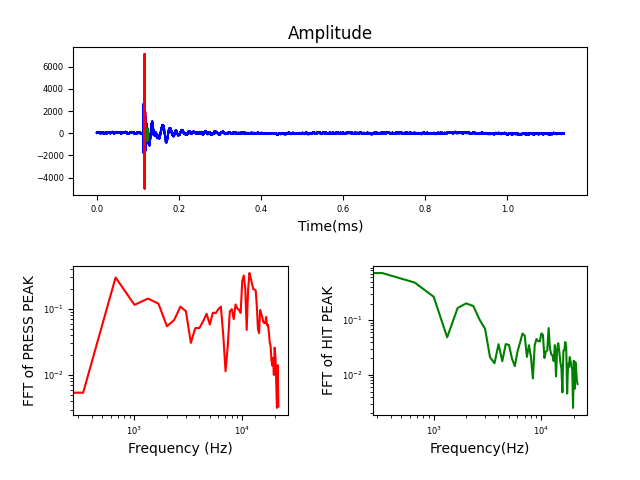 Amplitude
6000
4000
2000
0
−2000
−4000
0.0 0.2 0.4 0.6 0.8 1.0
Time(ms)
FFT of PRESS PEAK
10⁻¹
10⁻²
10³ 10⁴
Frequency (Hz)
FFT of HIT PEAK
10⁻¹
10⁻²
10³ 10⁴
Frequency(Hz)